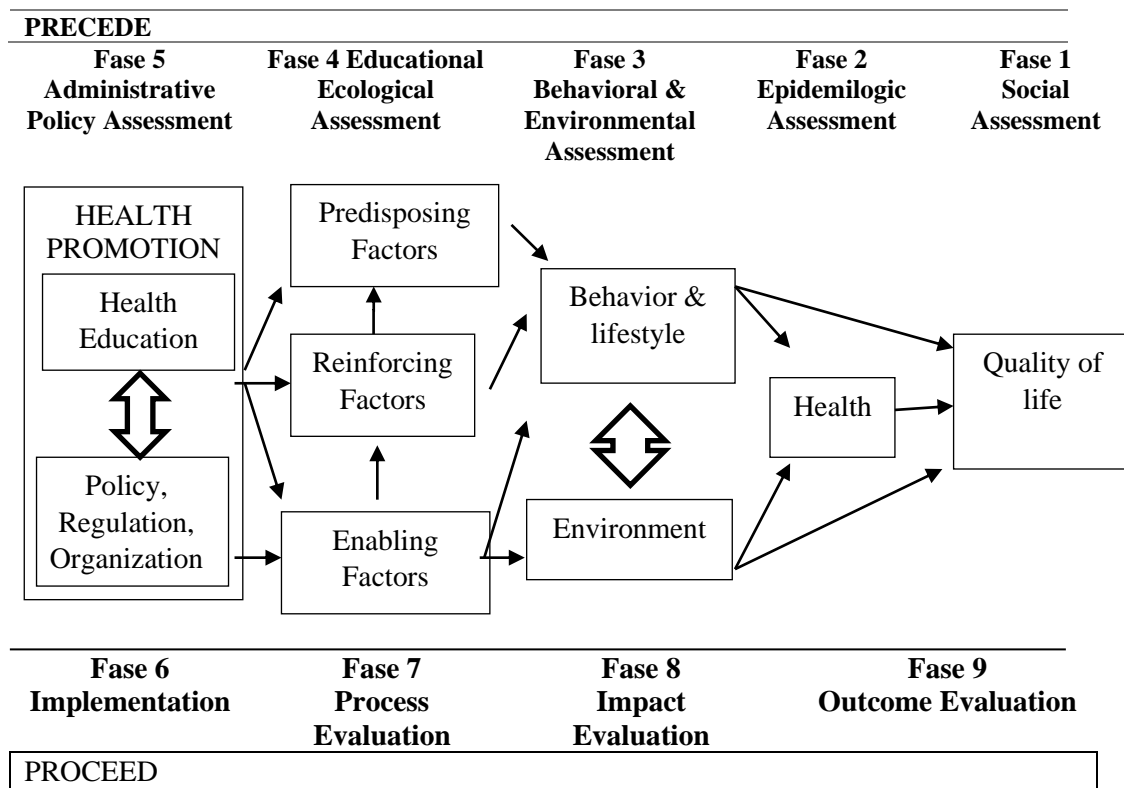 PRECEDE
Fase 5
Administrative
Policy Assessment
Fase 4 Educational
Ecological
Assessment
Fase 3
Behavioral &
Environmental
Assessment
Fase 2
Epidemilogic
Assessment
Fase 1
Social
Assessment
HEALTH
PROMOTION
Health
Education
Policy,
Regulation,
Organization
Predisposing
Factors
Reinforcing
Factors
Enabling
Factors
Behavior &
lifestyle
Environment
Health
Quality of
life
Fase 6
Implementation
Fase 7
Process
Evaluation
Fase 8
Impact
Evaluation
Fase 9
Outcome Evaluation
PROCEED